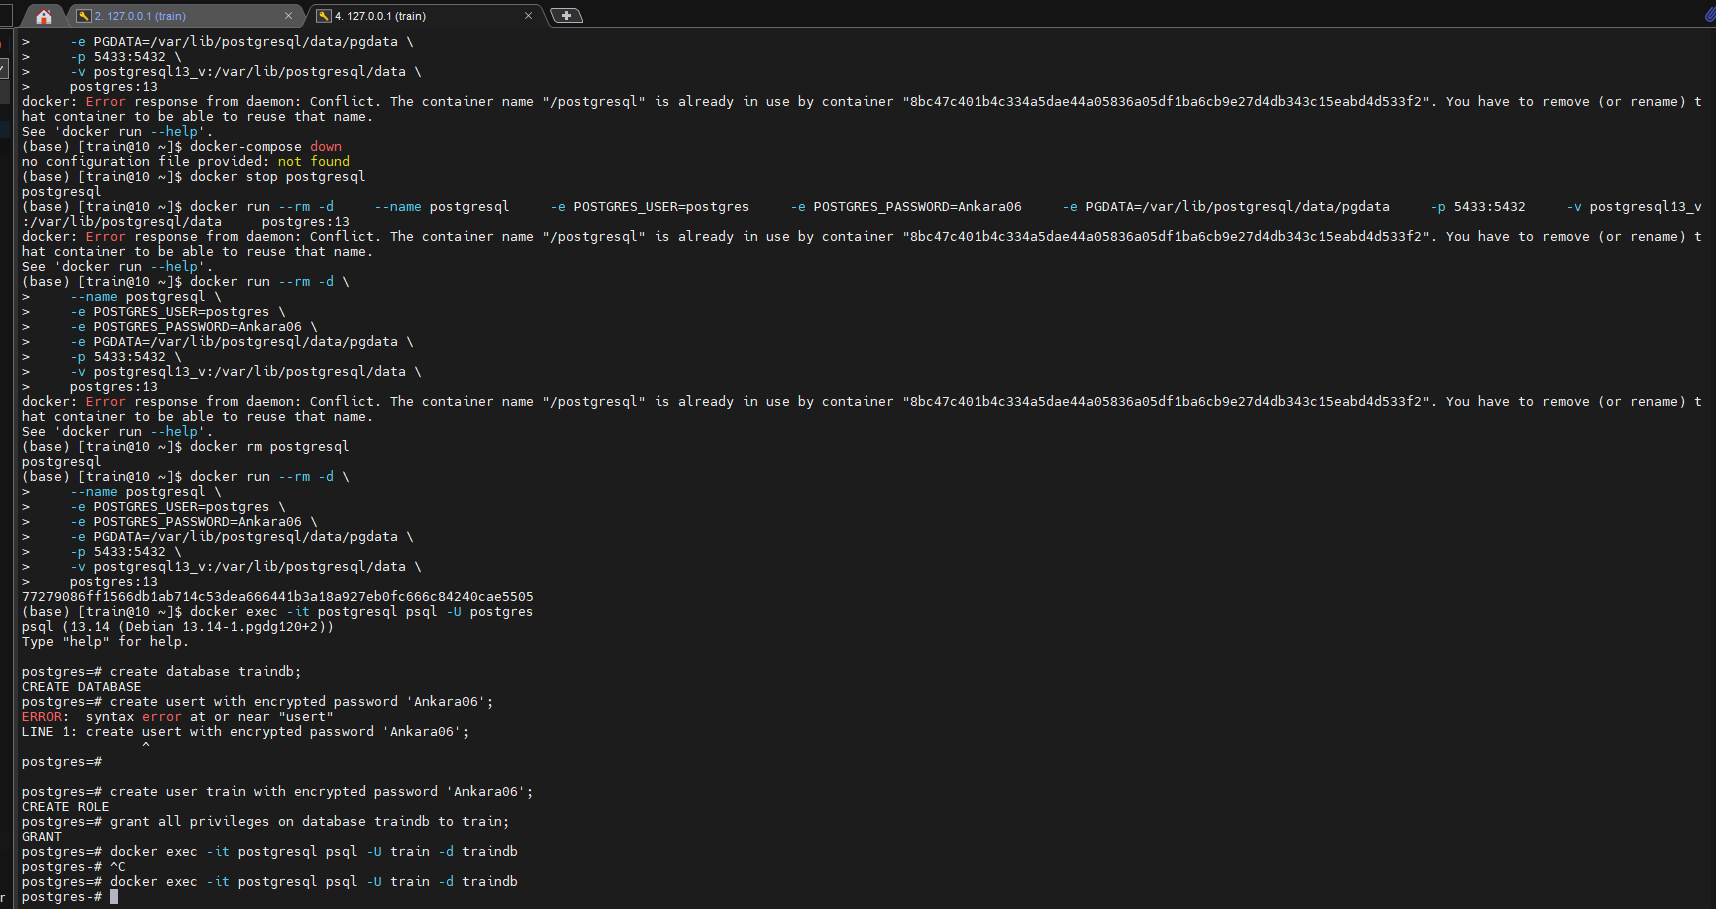 2. 127.0.0.1 (train)
4. 127.0.0.1 (train)
>     -e PGDATA=/var/lib/postgresql/data/pgdata \
>     -p 5433:5432 \
>     -v postgresql13_v:/var/lib/postgresql/data \
>     postgres:13
docker: Error response from daemon: Conflict. The container name "/postgresql" is already in use by container "8bc47c401b4c334a5dae44a05836a05df1ba6cb9e27d4db343c15eabd4d533f2". You have to remove (or rename) t
hat container to be able to reuse that name.
See 'docker run --help'.
(base) [train@10 ~]$ docker-compose down
no configuration file provided: not found
(base) [train@10 ~]$ docker stop postgresql
postgresql
(base) [train@10 ~]$ docker run --rm -d     --name postgresql     -e POSTGRES_USER=postgres     -e POSTGRES_PASSWORD=Ankara06     -e PGDATA=/var/lib/postgresql/data/pgdata     -p 5433:5432     -v postgresql13_v
:/var/lib/postgresql/data     postgres:13
docker: Error response from daemon: Conflict. The container name "/postgresql" is already in use by container "8bc47c401b4c334a5dae44a05836a05df1ba6cb9e27d4db343c15eabd4d533f2". You have to remove (or rename) t
hat container to be able to reuse that name.
See 'docker run --help'.
(base) [train@10 ~]$ docker run --rm -d \
>     --name postgresql \
>     -e POSTGRES_USER=postgres \
>     -e POSTGRES_PASSWORD=Ankara06 \
>     -e PGDATA=/var/lib/postgresql/data/pgdata \
>     -p 5433:5432 \
>     -v postgresql13_v:/var/lib/postgresql/data \
>     postgres:13
docker: Error response from daemon: Conflict. The container name "/postgresql" is already in use by container "8bc47c401b4c334a5dae44a05836a05df1ba6cb9e27d4db343c15eabd4d533f2". You have to remove (or rename) t
hat container to be able to reuse that name.
See 'docker run --help'.
(base) [train@10 ~]$ docker rm postgresql
postgresql
(base) [train@10 ~]$ docker run --rm -d \
>     --name postgresql \
>     -e POSTGRES_USER=postgres \
>     -e POSTGRES_PASSWORD=Ankara06 \
>     -e PGDATA=/var/lib/postgresql/data/pgdata \
>     -p 5433:5432 \
>     -v postgresql13_v:/var/lib/postgresql/data \
>     postgres:13
77279086ff1566db1ab714c53dea666441b3a18a927eb0fc666c84240cae5505
(base) [train@10 ~]$ docker exec -it postgresql psql -U postgres
psql (13.14 (Debian 13.14-1.pgdg120+2))
Type "help" for help.
postgres=# create database traindb;
CREATE DATABASE
postgres=# create usert with encrypted password 'Ankara06';
ERROR:  syntax error at or near "usert"
LINE 1: create usert with encrypted password 'Ankara06';
^
postgres=#
postgres=# create user train with encrypted password 'Ankara06';
CREATE ROLE
postgres=# grant all privileges on database traindb to train;
GRANT
postgres=# docker exec -it postgresql psql -U train -d traindb
postgres-# ^C
postgres=# docker exec -it postgresql psql -U train -d traindb
postgres-#
r